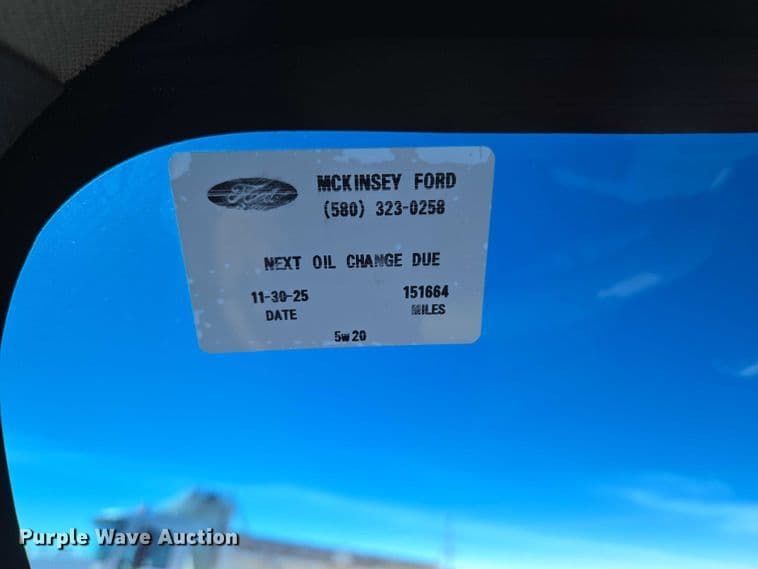 Ford
MCKINSEY FORD
(580) 323-0258
NEXT OIL CHANGE DUE
11-30-25 151664
DATE MILES
5w20
Purple Wave Auction